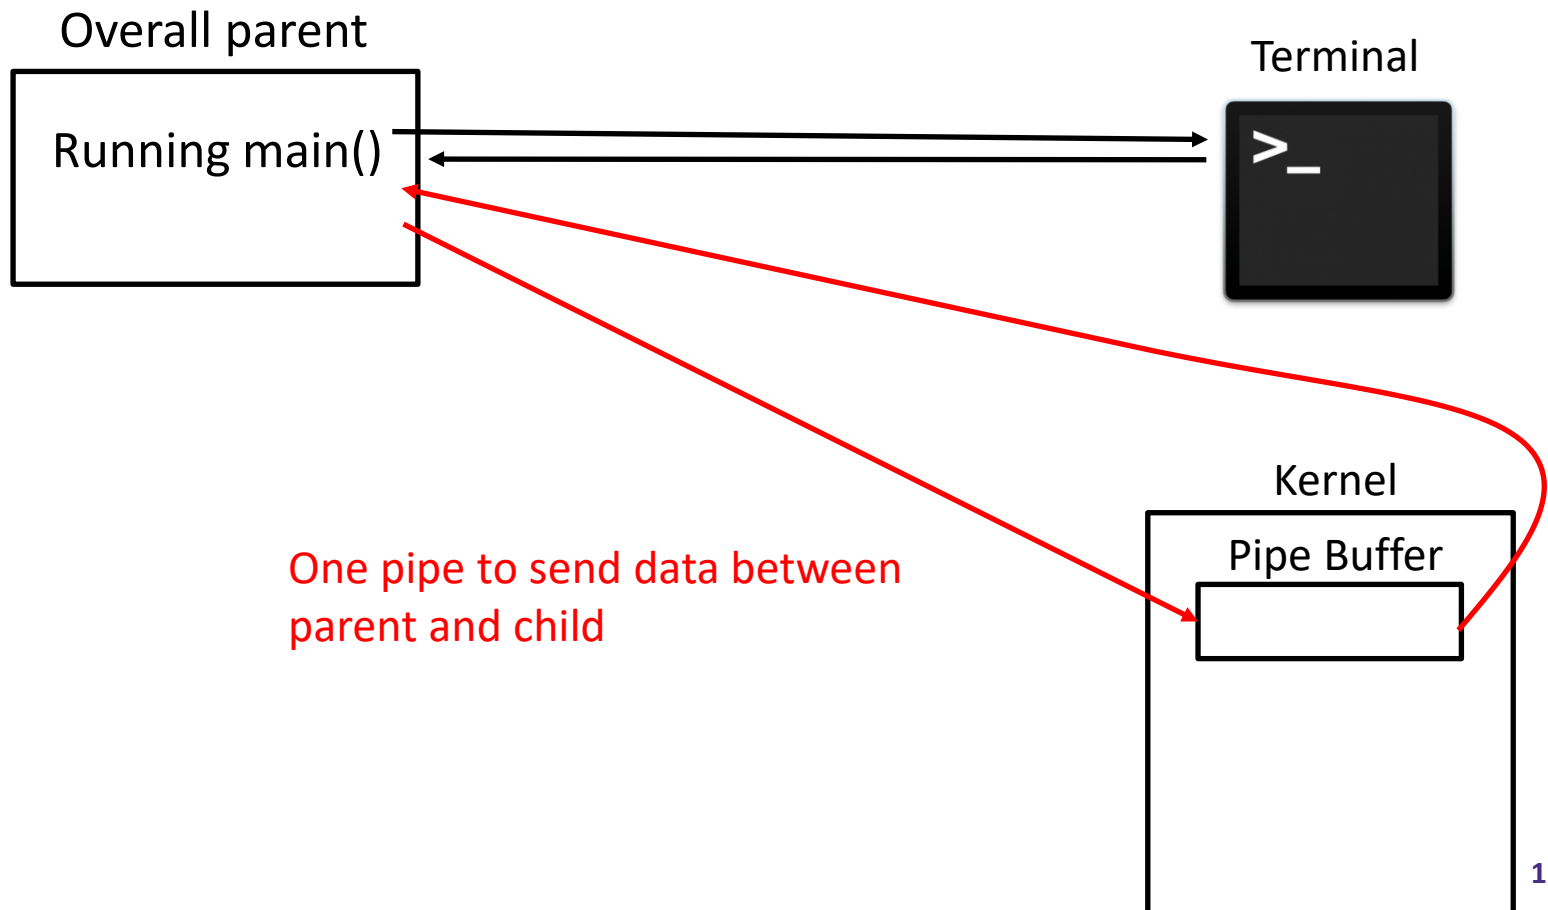 Overall parent
Terminal
Running main()
>_
Kernel
Pipe Buffer
One pipe to send data between
parent and child
1